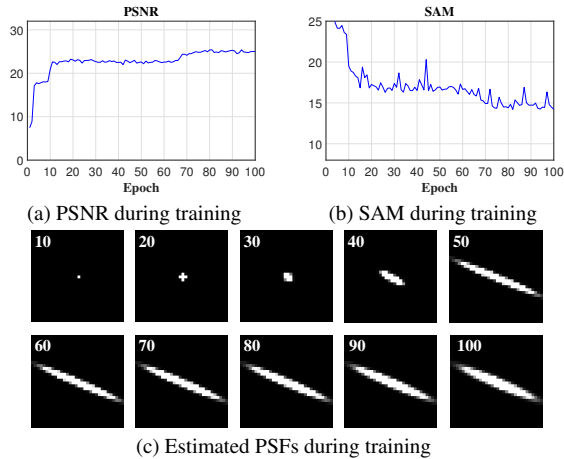 PSNR
30
20
10
0
0 10 20 30 40 50 60 70 80 90 100
Epoch
(a) PSNR during training
SAM
25
20
15
10
0 10 20 30 40 50 60 70 80 90 100
Epoch
(b) SAM during training
10 20 30 40 50
60 70 80 90 100
(c) Estimated PSFs during training